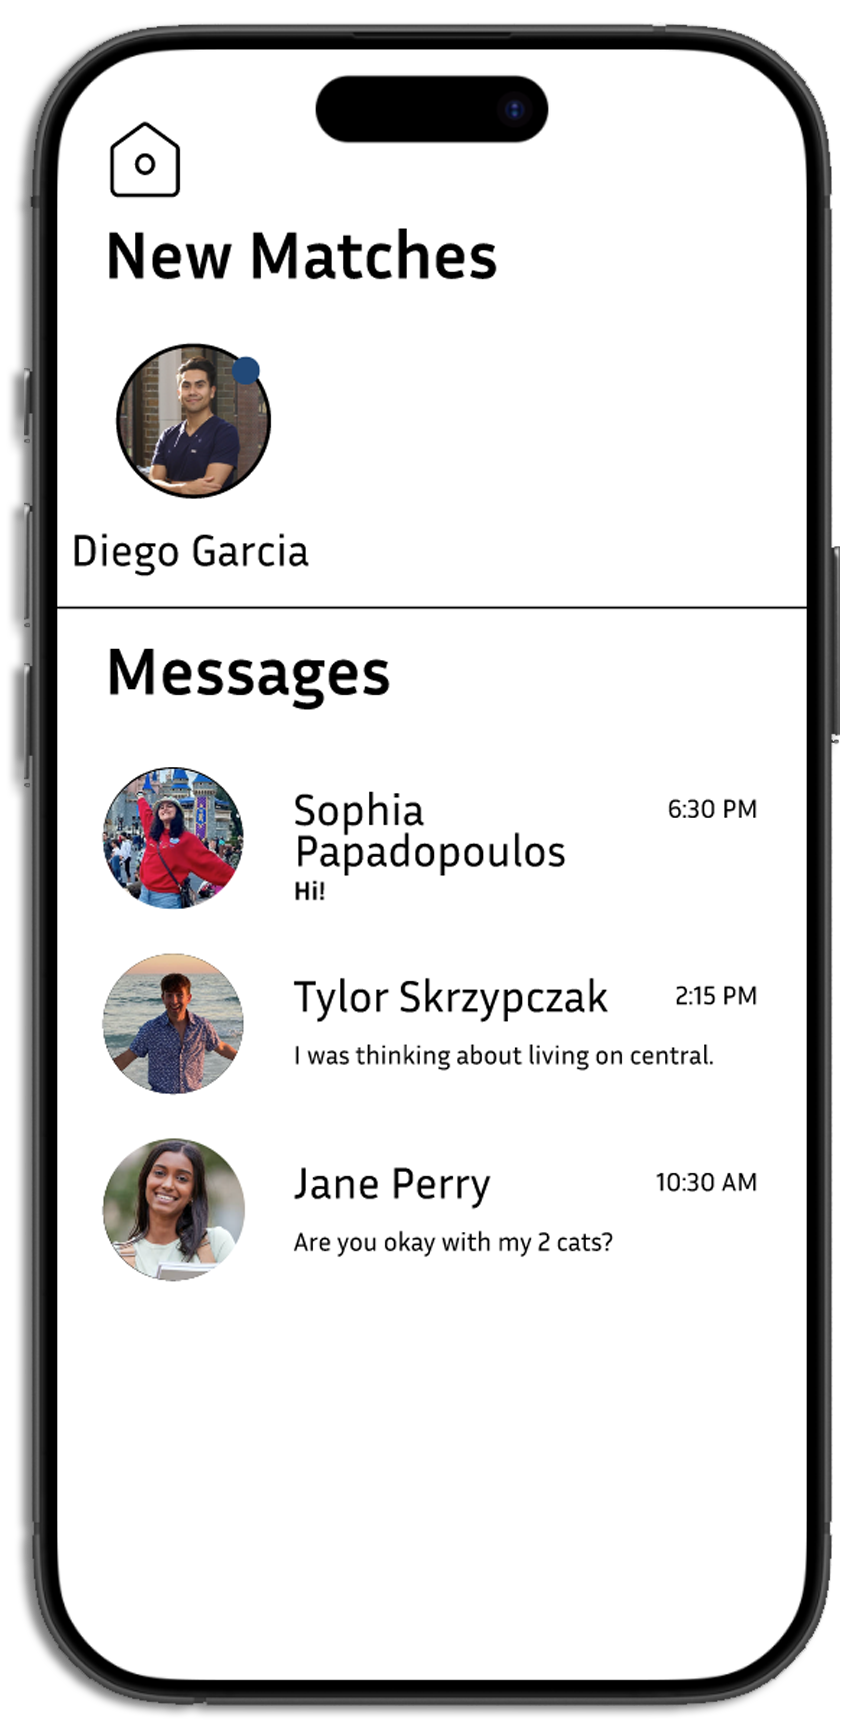 New Matches
Diego Garcia
Messages
Sophia
Papadopoulos
6:30 PM
Hi!
Tylor Skrzypczak
2:15 PM
I was thinking about living on central.
Jane Perry
10:30 AM
Are you okay with my 2 cats?